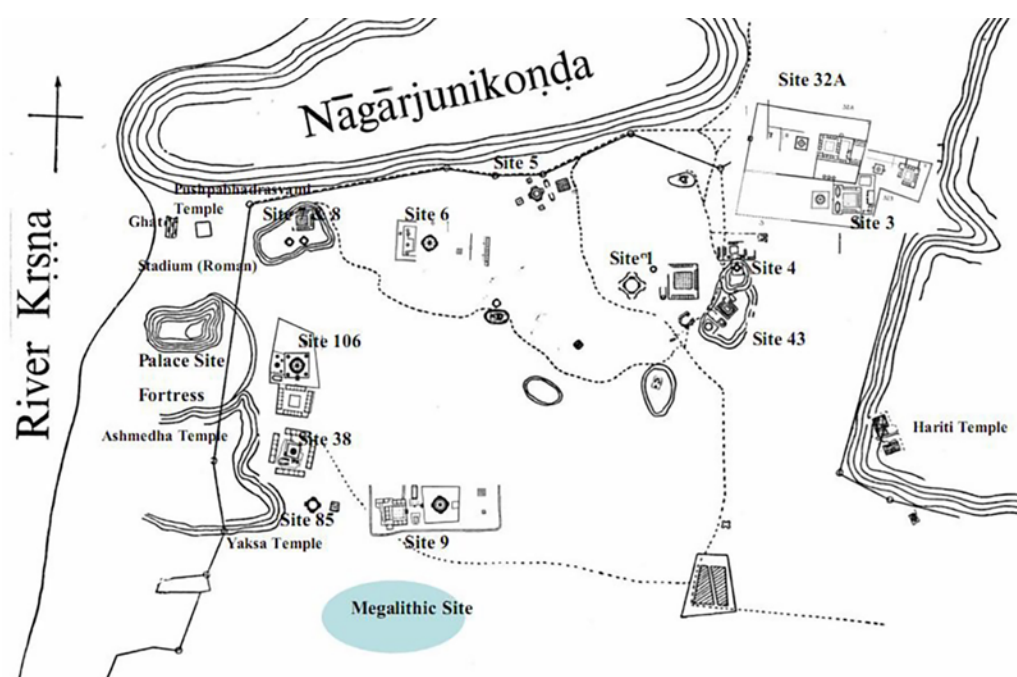 Nāgārjunikoṇḍa
Site 32A
32A
Site 5
Pushpabhadrasvami
Temple
Ghat
Site 7 & 8
Site 6
Site 3
Stadium (Roman)
Site 1
Site 4
River Kṛṣṇa
Site 106
Site 43
Palace Site
Fortress
Ashmedha Temple
Site 38
Hariti Temple
Site 85
Site 9
Yaksa Temple
Megalithic Site